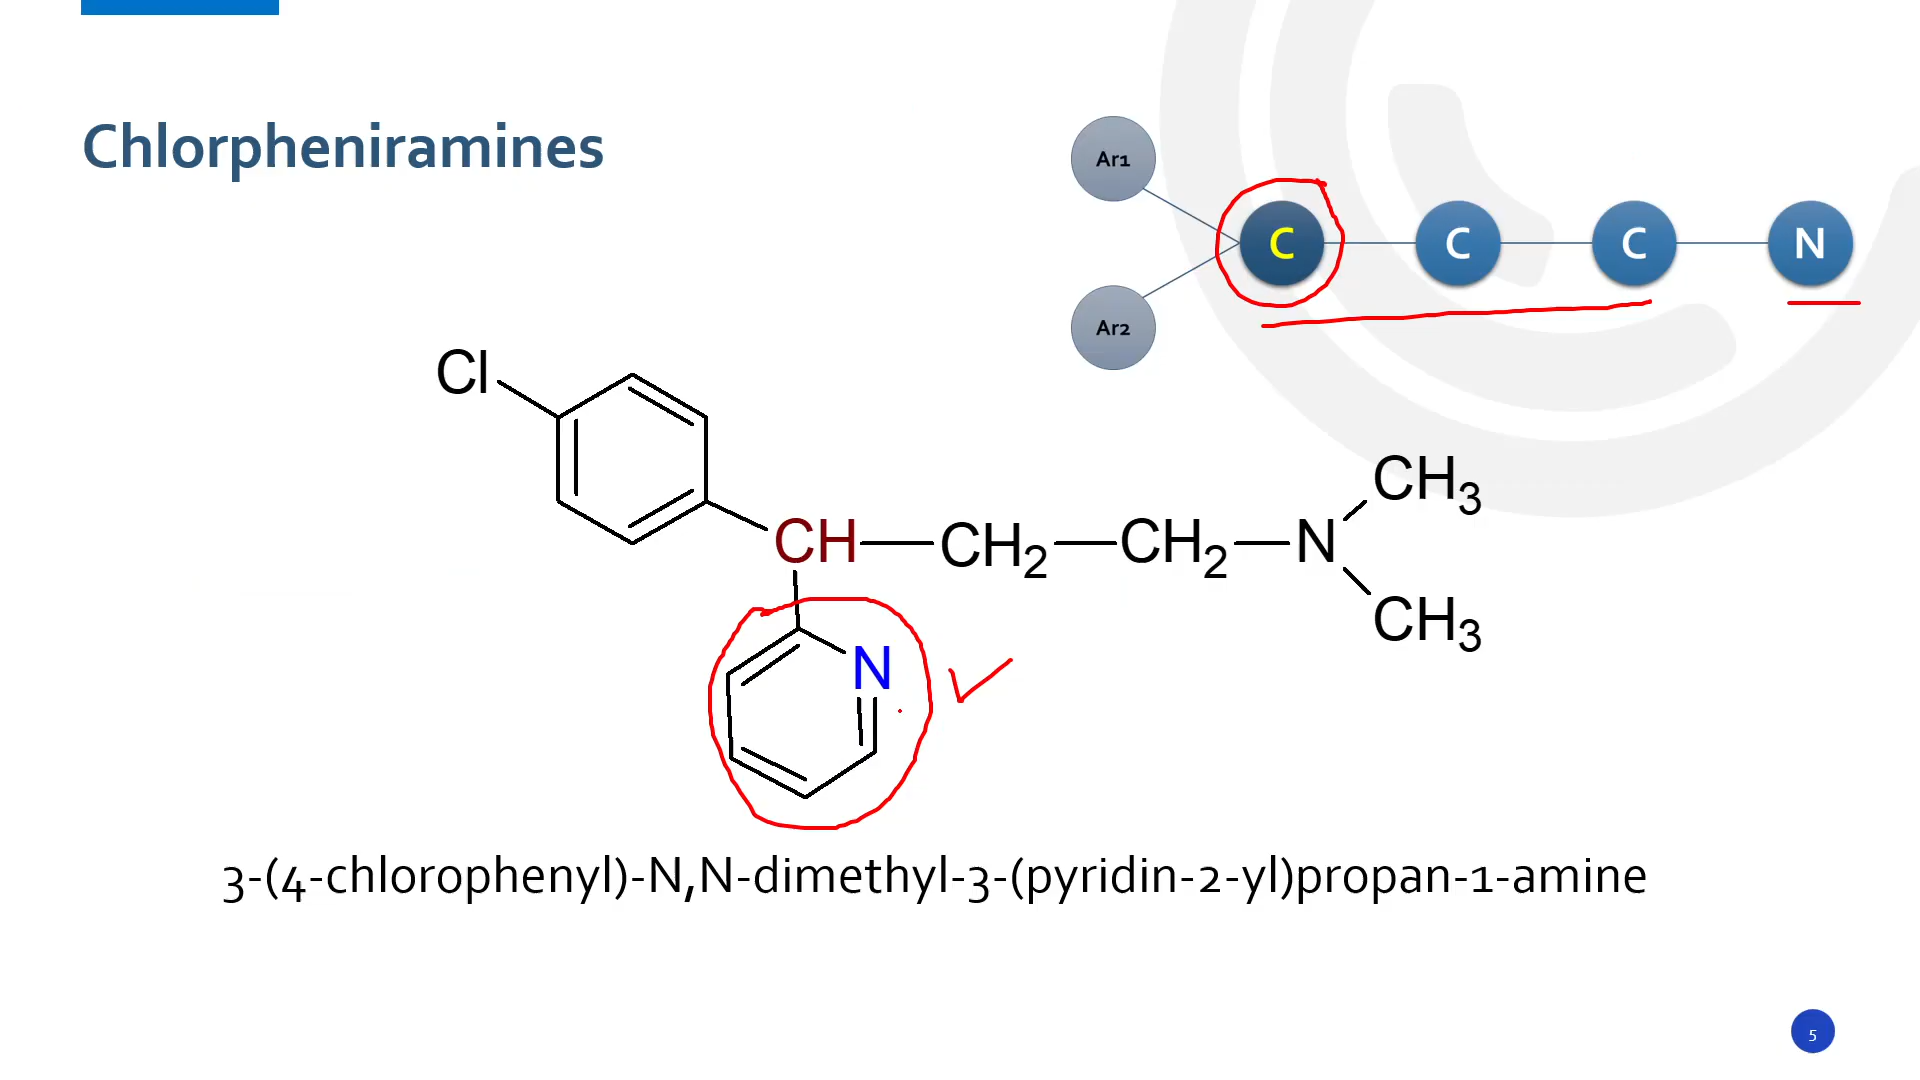 Chlorpheniramines
Ar1
C
C
C
N
Ar2
Cl
CH₃
CH
CH₂
CH₂
N
CH₃
N
3-(4-chlorophenyl)-N,N-dimethyl-3-(pyridin-2-yl)propan-1-amine
5